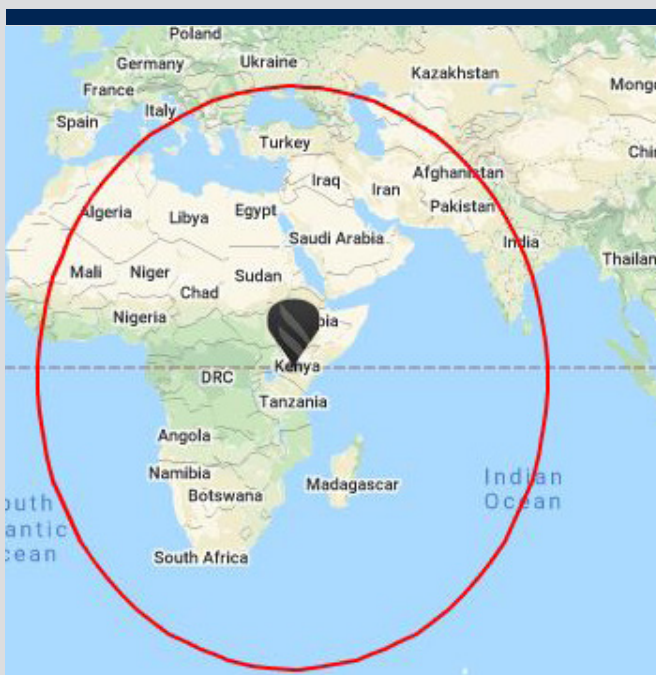 Poland
Germany
Ukraine
Kazakhstan
France
Mong
Italy
Spain
Turkey
Chi
Afghanistan
Iraq
Iran
Pakistan
Algeria
Libya
Egypt
India
Saudi Arabia
Thailan
Mali
Niger
Sudan
Chad
Nigeria
bia
Kenya
DRC
Tanzania
Angola
Namibia
Madagascar
Indian
Ocean
Botswana
outh
antic
cean
South Africa